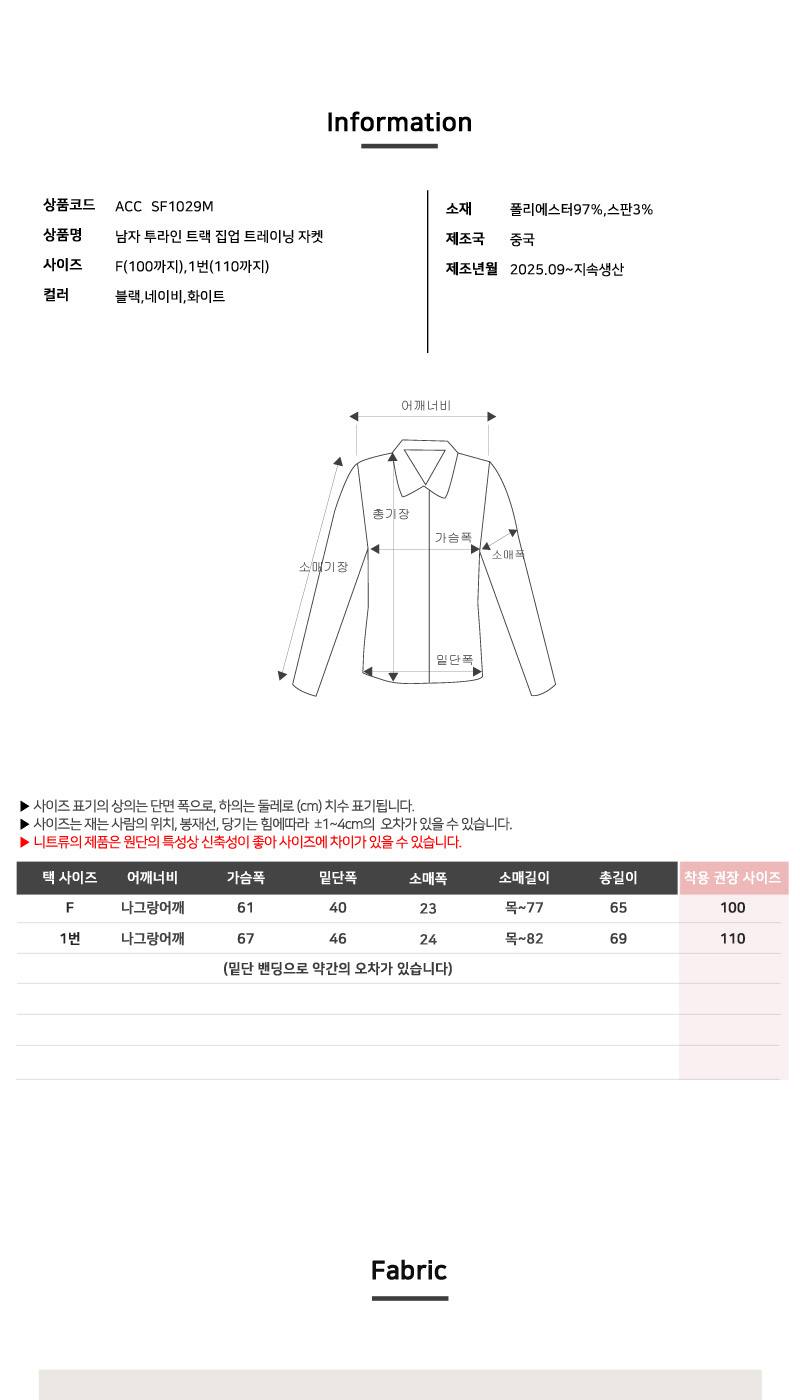 Information
상품코드 ACC SF1029M
상품명 남자 투라인 트랙 집업 트레이닝 자켓
사이즈 F(100까지),1번(110까지)
컬러 블랙,네이비,화이트
소재 폴리에스터97%,스판3%
제조국 중국
제조년월 2025.09~지속생산
어깨너비
총기장
가슴폭
소매폭
소매기장
밑단폭
▶ 사이즈 표기의 상의는 단면 폭으로, 하의는 둘레로 (cm) 치수 표기됩니다.
▶ 사이즈는 재는 사람의 위치, 봉재선, 당기는 힘에따라 ±1~4cm의 오차가 있을 수 있습니다.
▶ 니트류의 제품은 원단의 특성상 신축성이 좋아 사이즈에 차이가 있을 수 있습니다.
택 사이즈 어깨너비 가슴폭 밑단폭 소매폭 소매길이 총길이 착용 권장 사이즈
F 나그랑어깨 61 40 23 목~77 65 100
1번 나그랑어깨 67 46 24 목~82 69 110
(밑단 밴딩으로 약간의 오차가 있습니다)
Fabric